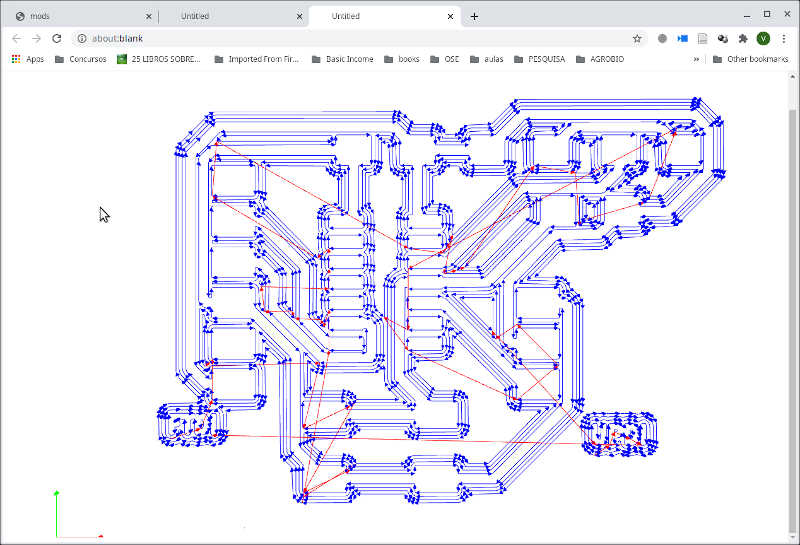 mods Untitled Untitled
about:blank V
Apps Concursos 25 LIBROS SOBRE... Imported From Fir... Basic Income books OSE aulas PESQUISA AGROBIO » Other bookmarks